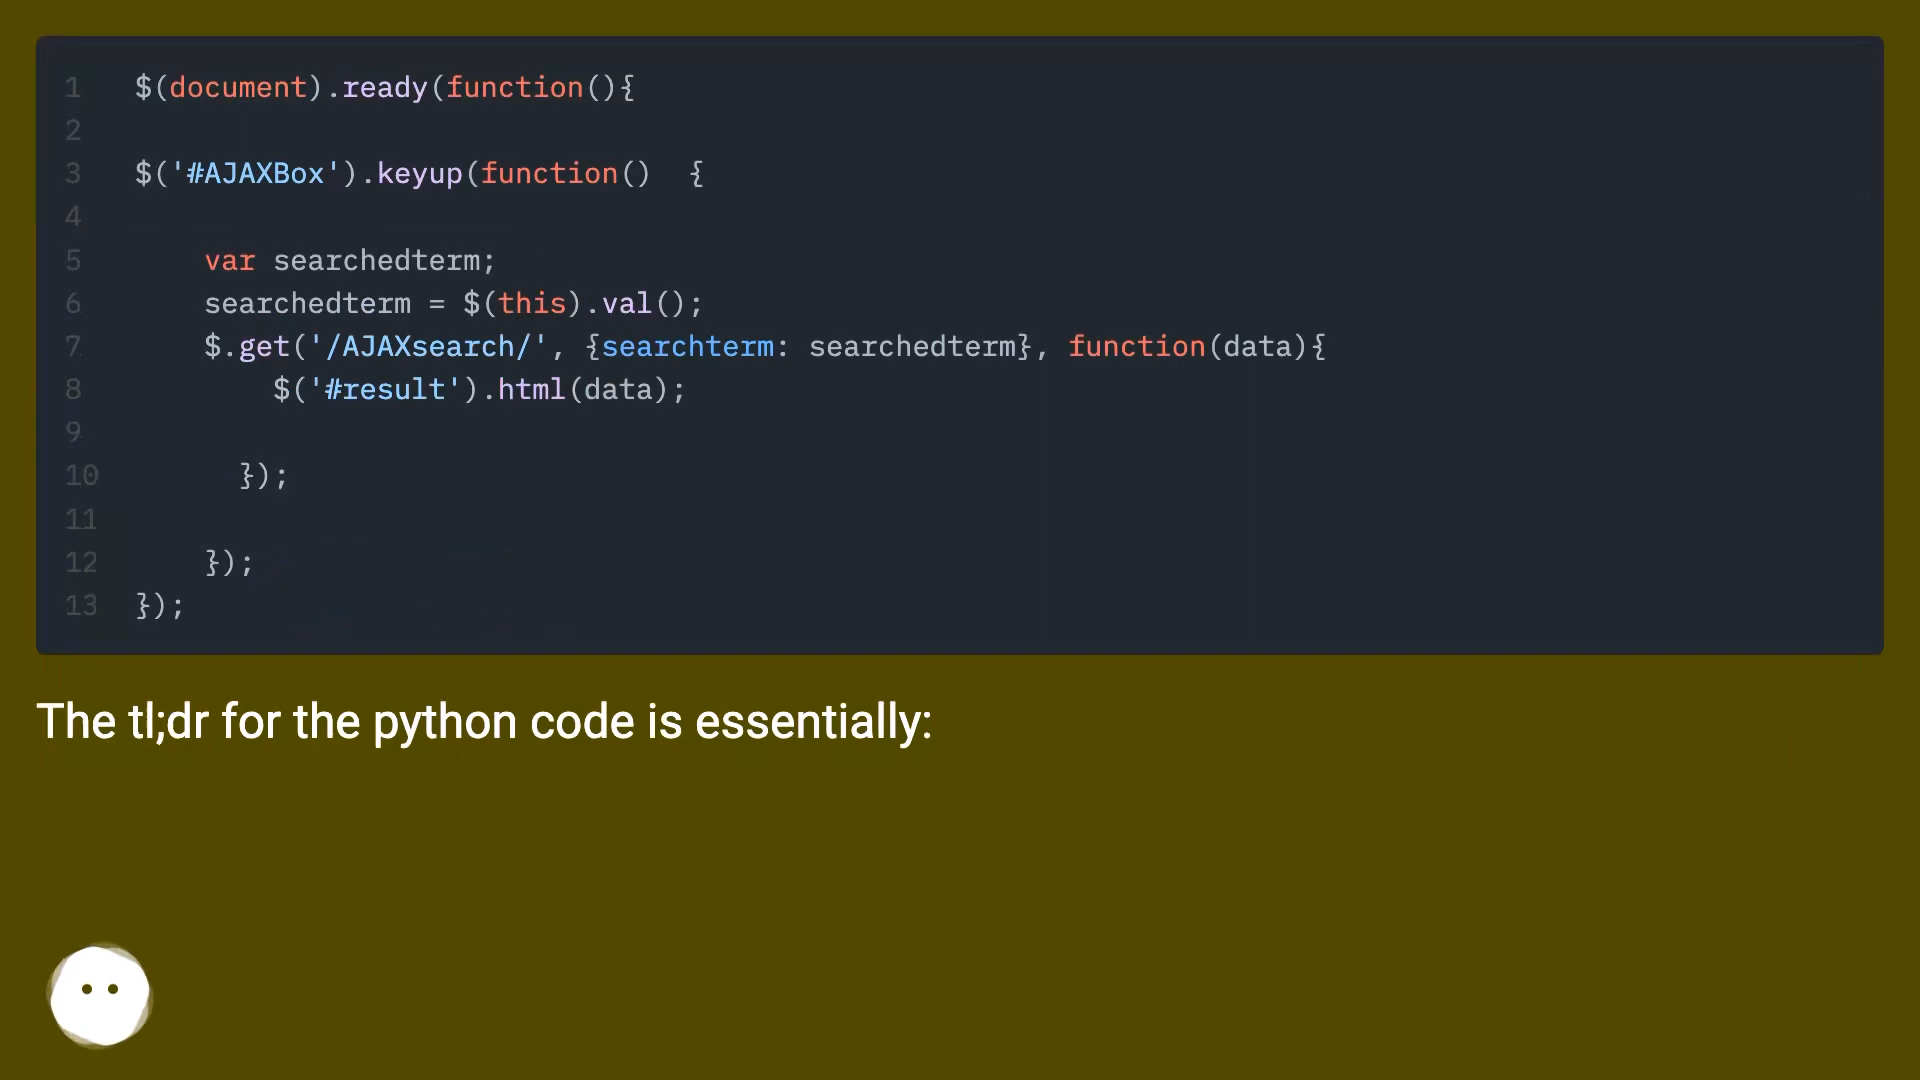 1 $(document).ready(function(){
2
3 $('#AJAXBox').keyup(function()  {
4
5     var searchedterm;
6     searchedterm = $(this).val();
7     $.get('/AJAXsearch/', {searchterm: searchedterm}, function(data){
8         $('#result').html(data);
9
10       });
11
12     });
13 });
The tl;dr for the python code is essentially: